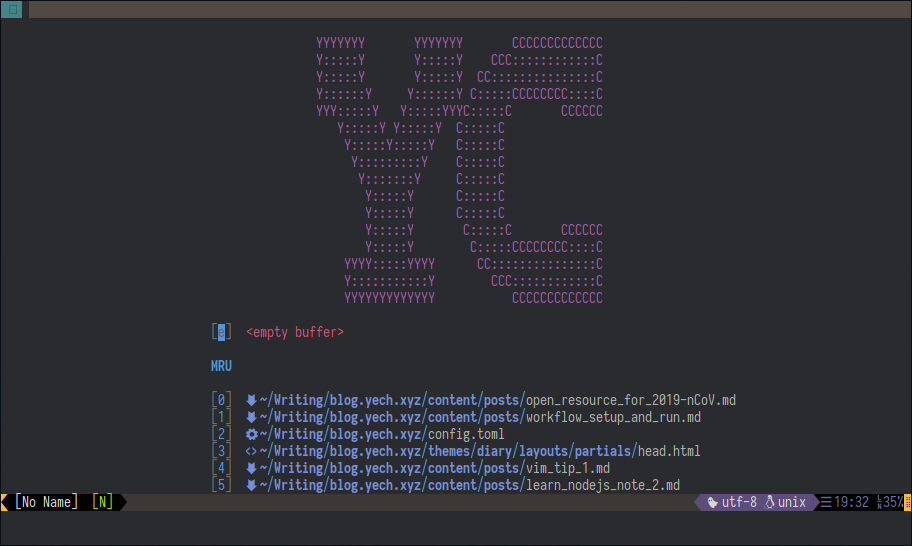 YYYYYYY       YYYYYYY       CCCCCCCCCCCCC
Y:::::Y       Y:::::Y    CCC::::::::::::C
Y:::::Y       Y:::::Y  CC:::::::::::::::C
Y::::::Y     Y::::::Y C:::::CCCCCCCC::::C
YYY:::::Y   Y:::::YYYC:::::C       CCCCCC
   Y:::::Y Y:::::Y  C:::::C
    Y:::::Y:::::Y   C:::::C
     Y:::::::::Y    C:::::C
      Y:::::::Y     C:::::C
       Y:::::Y      C:::::C
       Y:::::Y      C:::::C
       Y:::::Y       C:::::C       CCCCCC
       Y:::::Y        C:::::CCCCCCCC::::C
    YYYY:::::YYYY      CC:::::::::::::::C
    Y:::::::::::Y        CCC::::::::::::C
    YYYYYYYYYYYYY           CCCCCCCCCCCCC
[e]  <empty buffer>
MRU
[0]  ~/Writing/blog.yech.xyz/content/posts/open_resource_for_2019-nCoV.md
[1]  ~/Writing/blog.yech.xyz/content/posts/workflow_setup_and_run.md
[2]  ~/Writing/blog.yech.xyz/config.toml
[3]  <> ~/Writing/blog.yech.xyz/themes/diary/layouts/partials/head.html
[4]  ~/Writing/blog.yech.xyz/content/posts/vim_tip_1.md
[5]  ~/Writing/blog.yech.xyz/content/posts/learn_nodejs_note_2.md
[No Name]  [N]  utf-8  unix  ☰19:32  35%